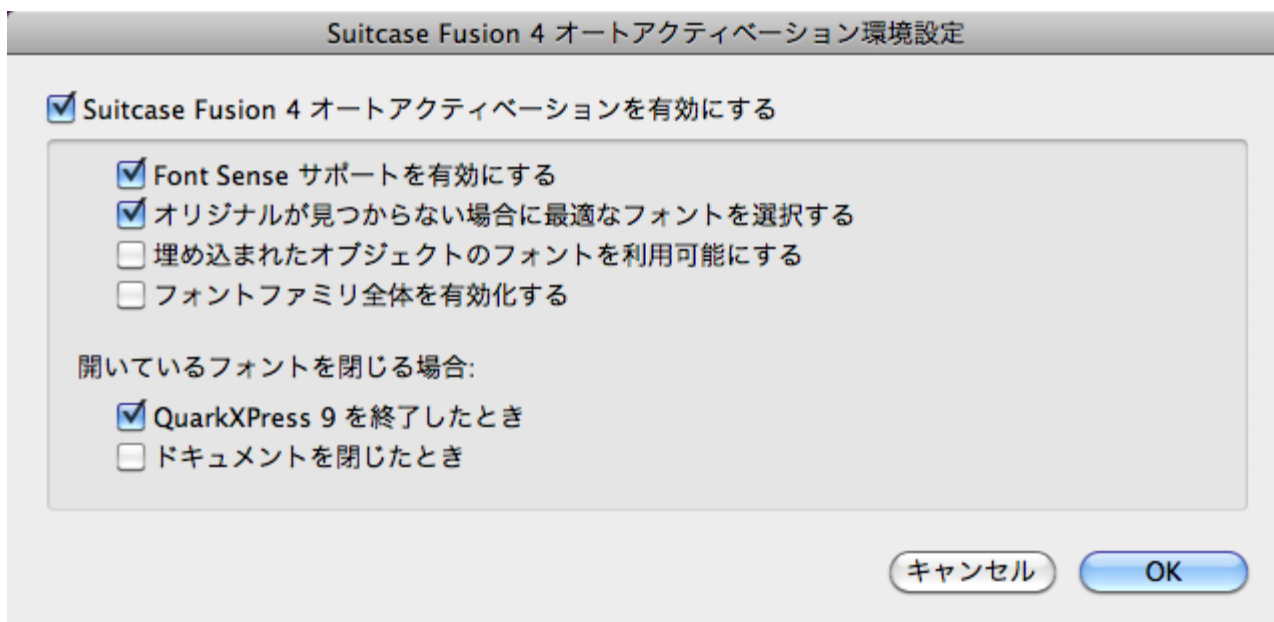 Suitcase Fusion 4 オートアクティベーション環境設定
Suitcase Fusion 4 オートアクティベーションを有効にする
Font Sense サポートを有効にする
オリジナルが見つからない場合に最適なフォントを選択する
埋め込まれたオブジェクトのフォントを利用可能にする
フォントファミリ全体を有効化する
開いているフォントを閉じる場合:
QuarkXPress 9 を終了したとき
ドキュメントを閉じたとき
キャンセル OK